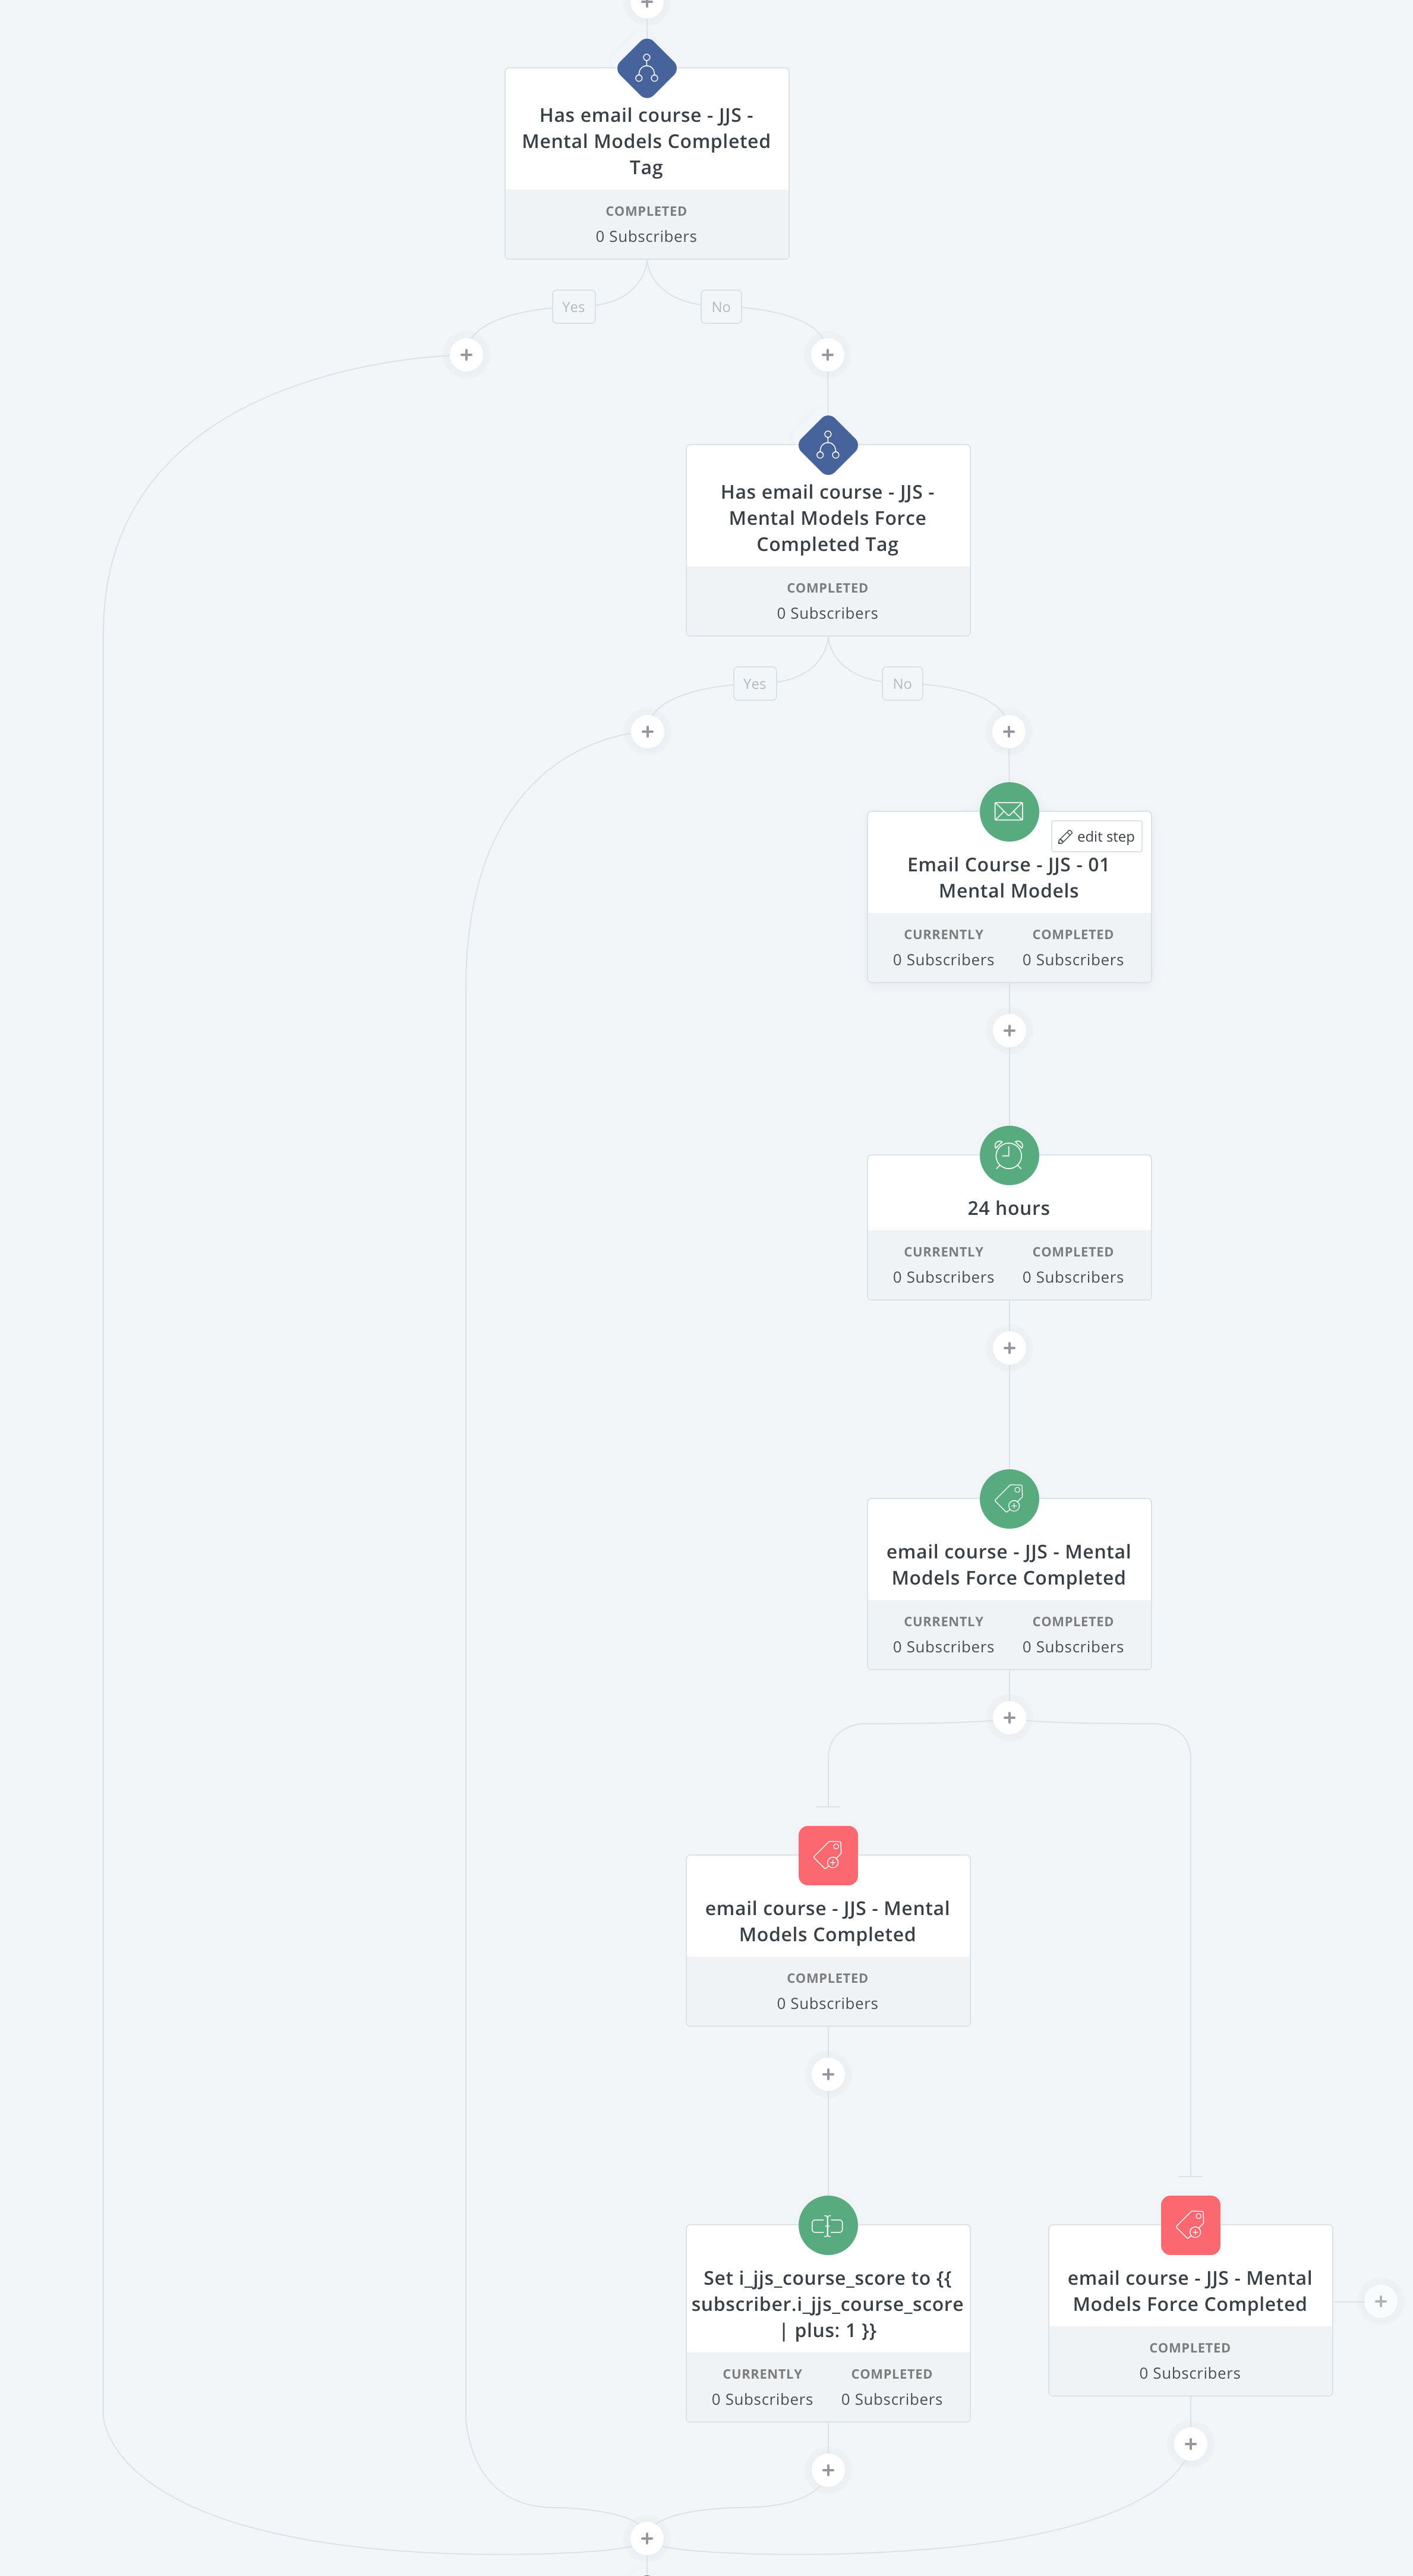 Has email course - JJS -
Mental Models Completed
Tag
COMPLETED
0 Subscribers
Yes
No
Has email course - JJS -
Mental Models Force
Completed Tag
COMPLETED
0 Subscribers
Yes
No
edit step
Email Course - JJS - 01
Mental Models
CURRENTLY COMPLETED
0 Subscribers 0 Subscribers
24 hours
CURRENTLY COMPLETED
0 Subscribers 0 Subscribers
email course - JJS - Mental
Models Force Completed
CURRENTLY COMPLETED
0 Subscribers 0 Subscribers
email course - JJS - Mental
Models Completed
COMPLETED
0 Subscribers
Set i_jjs_course_score to {{
subscriber.i_jjs_course_score
| plus: 1 }}
CURRENTLY COMPLETED
0 Subscribers 0 Subscribers
email course - JJS - Mental
Models Force Completed
COMPLETED
0 Subscribers